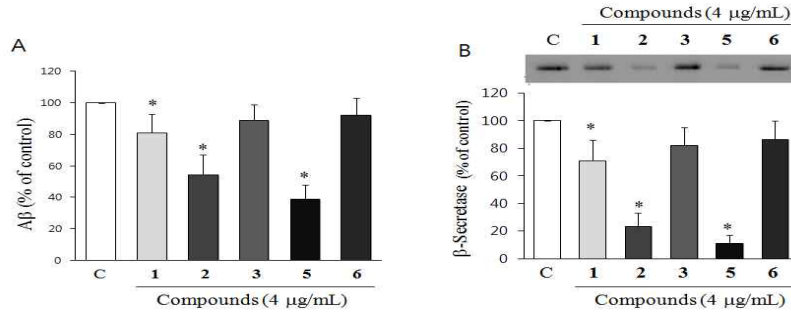 A
Aβ (% of control)
120
100
80
60
40
20
0
*
*
*
C 1 2 3 5 6
Compounds (4 μg/mL)
B
Compounds (4 μg/mL)
C 1 2 3 5 6
β-Secretase (% of control)
120
100
80
60
40
20
0
*
*
*
C 1 2 3 5 6
Compounds (4 μg/mL)